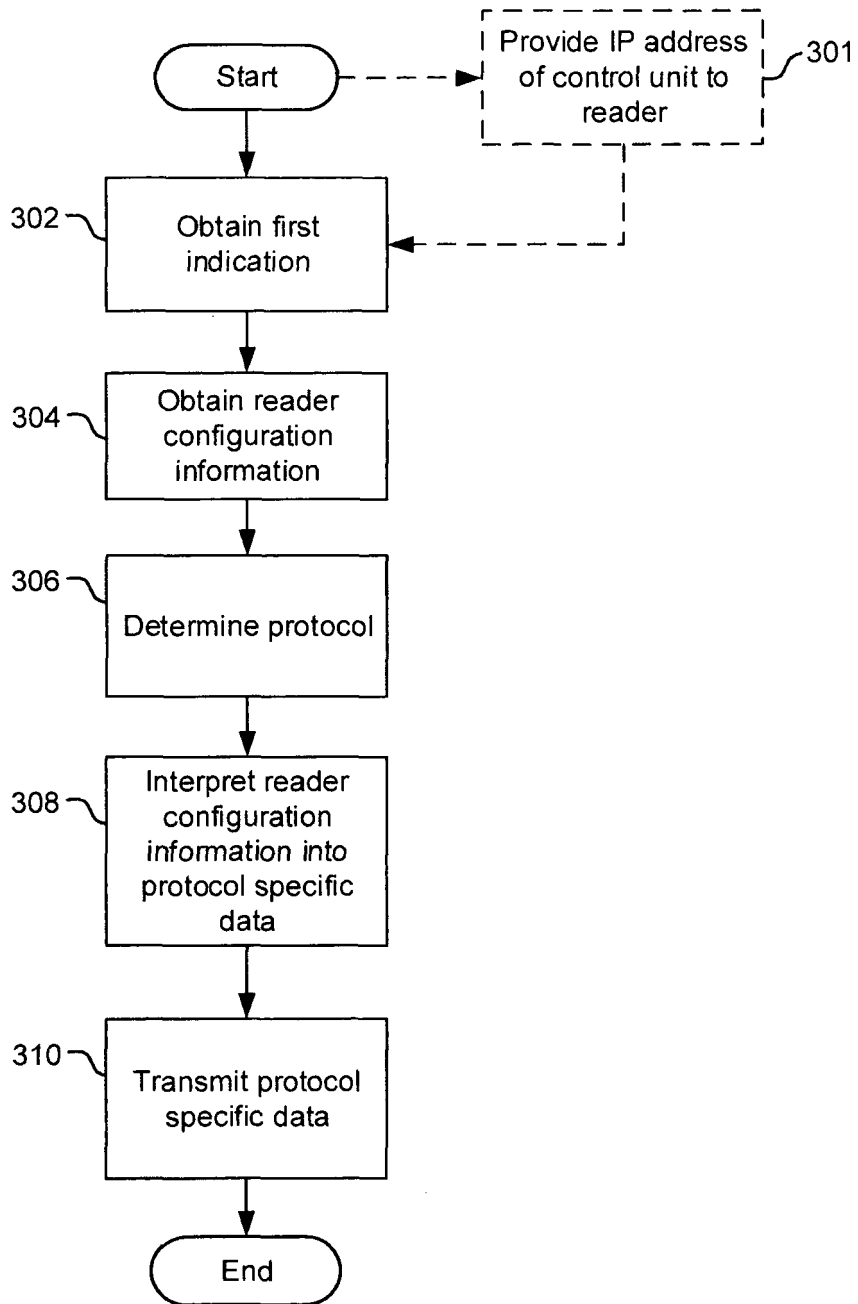 Start
Provide IP address
of control unit to
reader
301
302
Obtain first
indication
304
Obtain reader
configuration
information
306
Determine protocol
308
Interpret reader
configuration
information into
protocol specific
data
310
Transmit protocol
specific data
End